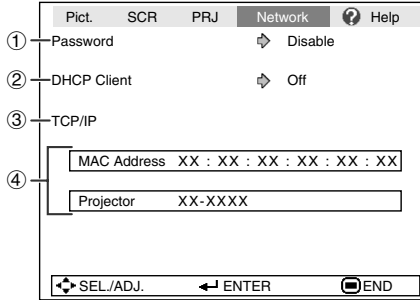 Pict. SCR PRJ Network ? Help
① Password Disable
② DHCP Client Off
③ TCP/IP
④
MAC Address XX : XX : XX : XX : XX : XX
Projector XX-XXXX
SEL./ADJ. ENTER END